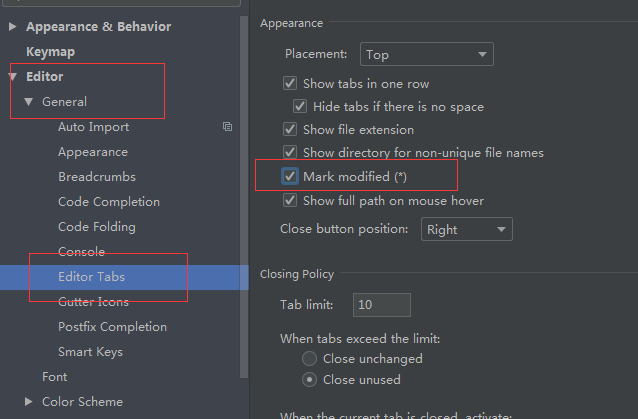 Appearance & Behavior
Keymap
Editor
General
Auto Import
Appearance
Breadcrumbs
Code Completion
Code Folding
Console
Editor Tabs
Gutter Icons
Postfix Completion
Smart Keys
Font
Color Scheme
Appearance
Placement: Top
Show tabs in one row
Hide tabs if there is no space
Show file extension
Show directory for non-unique file names
Mark modified (*)
Show full path on mouse hover
Close button position: Right
Closing Policy
Tab limit: 10
When tabs exceed the limit:
Close unchanged
Close unused
When the current tab is closed, activate: